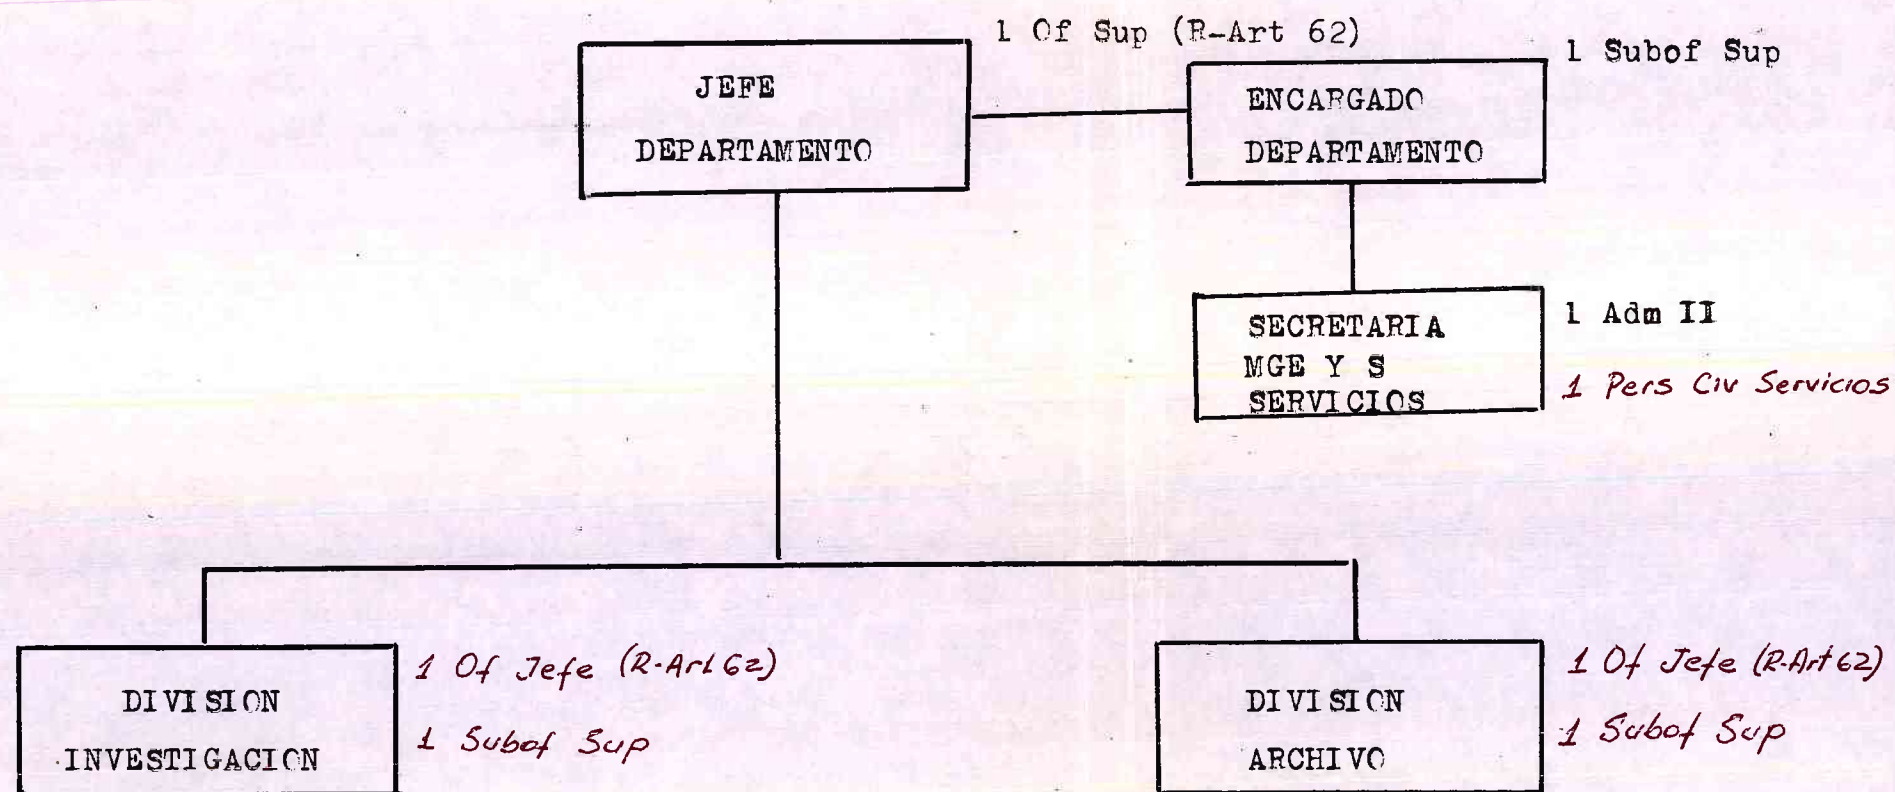 1 Of Sup (R-Art 62)
JEFE
DEPARTAMENTO
1 Subof Sup
ENCARGADO
DEPARTAMENTO
SECRETARIA
MGE Y S
SERVICIOS
1 Adm II
1 Pers Civ Servicios
DIVISION
INVESTIGACION
1 Of Jefe (R-Art 62)
1 Subof Sup
DIVISION
ARCHIVO
1 Of Jefe (R-Art 62)
1 Subof Sup